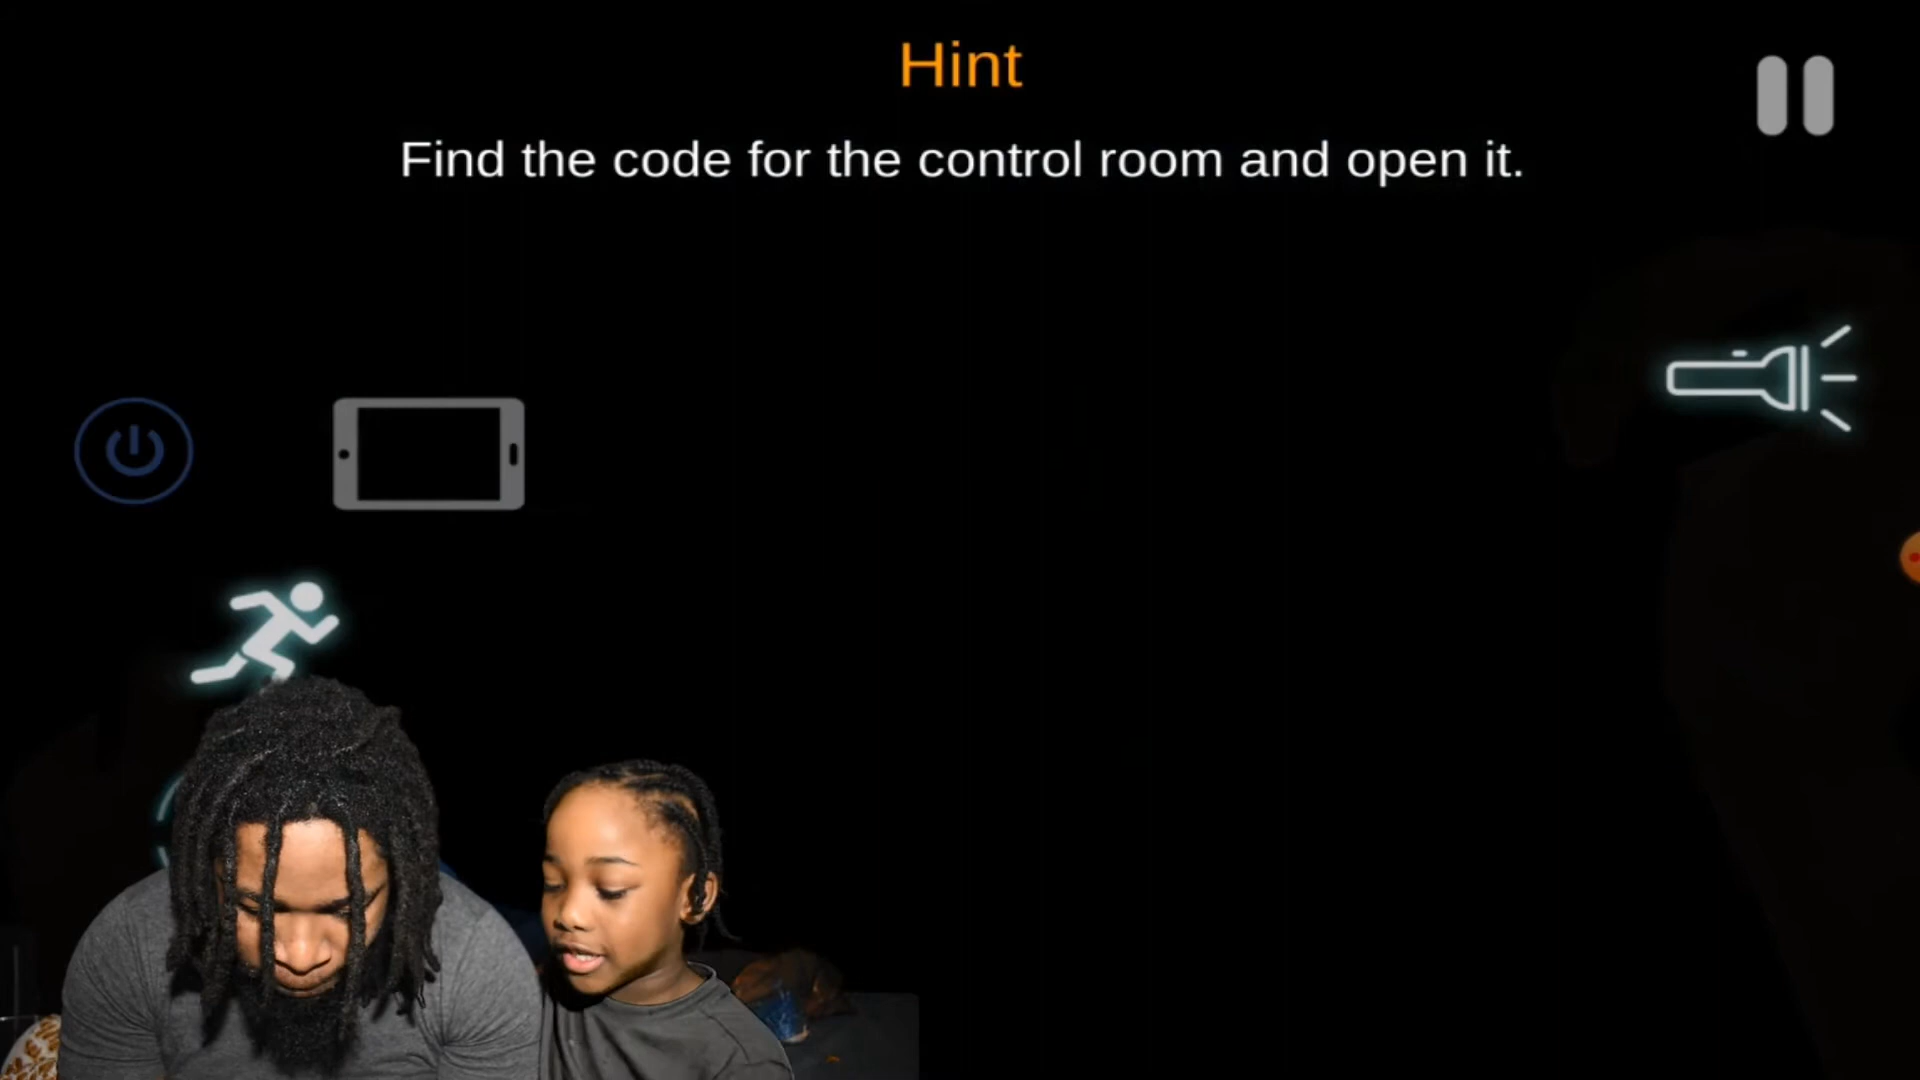 Hint
Find the code for the control room and open it.